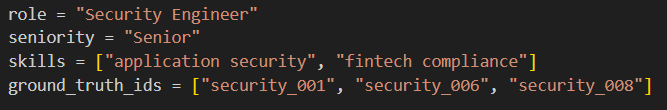 role = "Security Engineer"
seniority = "Senior"
skills = ["application security", "fintech compliance"]
ground_truth_ids = ["security_001", "security_006", "security_008"]